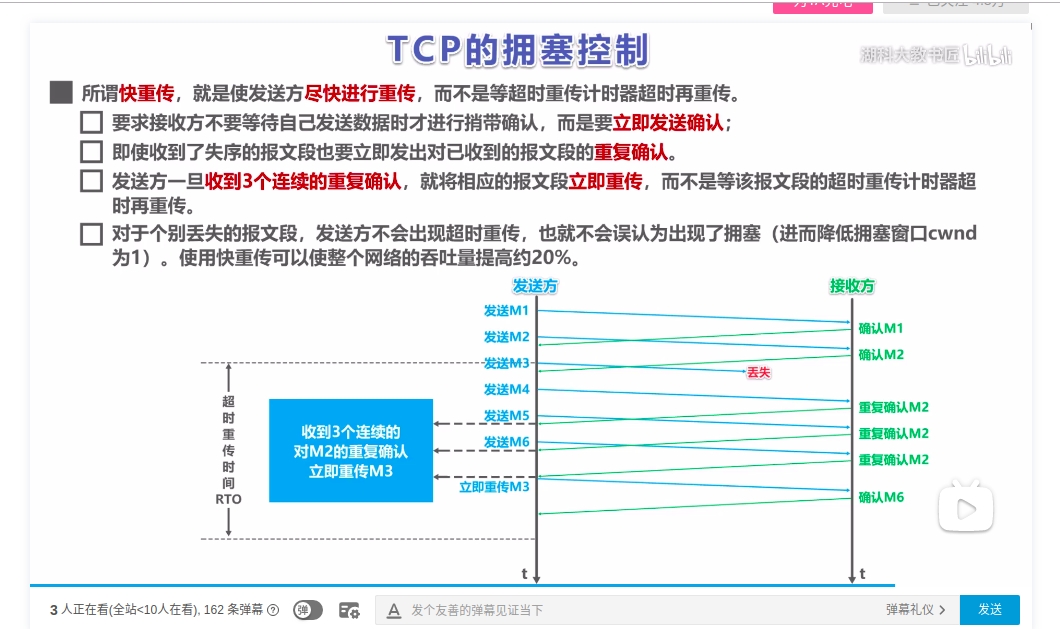 TCP的拥塞控制
湖科大教书匠 bilibili
所谓快重传，就是使发送方尽快进行重传，而不是等超时重传计时器超时再重传。
要求接收方不要等待自己发送数据时才进行捎带确认，而是要立即发送确认；
即使收到了失序的报文段也要立即发出对已收到的报文段的重复确认。
发送方一旦收到3个连续的重复确认，就将相应的报文段立即重传，而不是等该报文段的超时重传计时器超
时再重传。
对于个别丢失的报文段，发送方不会出现超时重传，也就不会误认为出现了拥塞（进而降低拥塞窗口cwnd
为1）。使用快重传可以使整个网络的吞吐量提高约20%。
发送方
接收方
发送M1
确认M1
发送M2
确认M2
发送M3
丢失
发送M4
重复确认M2
发送M5
重复确认M2
发送M6
重复确认M2
立即重传M3
确认M6
超时重传时间
RTO
收到3个连续的
对M2的重复确认
立即重传M3
t
t
3 人正在看(全站<10人在看), 162 条弹幕
弹
A 发个友善的弹幕见证当下
弹幕礼仪
发送